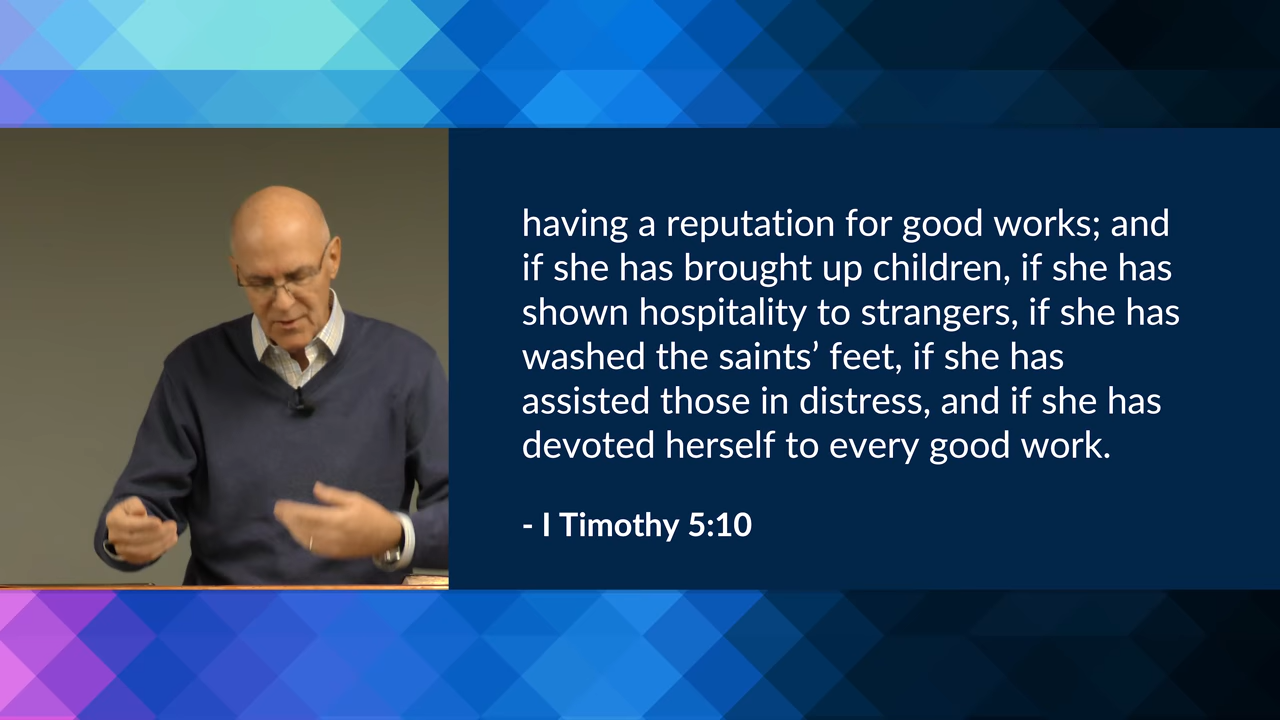 having a reputation for good works; and
if she has brought up children, if she has
shown hospitality to strangers, if she has
washed the saints’ feet, if she has
assisted those in distress, and if she has
devoted herself to every good work.
- I Timothy 5:10